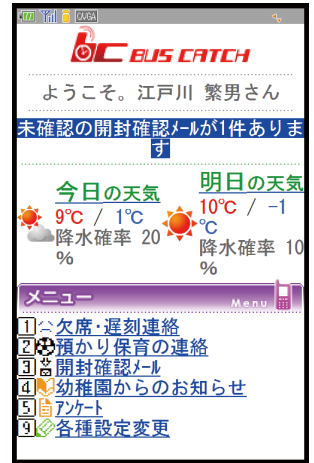 QVGA
bc BUS CATCH
ようこそ。江戸川 繁男さん
未確認の開封確認ﾒｰﾙが1件ありま
す
今日の天気
9℃ / 1℃
降水確率 20
%
明日の天気
10℃ / -1
℃
降水確率 10
%
メニュー Menu
1 欠席・遅刻連絡
2 預かり保育の連絡
3 開封確認ﾒｰﾙ
4 幼稚園からのお知らせ
5 ｱﾝｹｰﾄ
9 各種設定変更